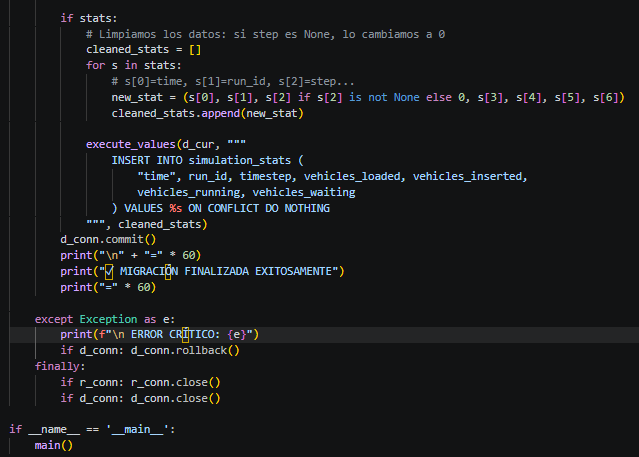 if stats:
# Limpiamos los datos: si step es None, lo cambiamos a 0
cleaned_stats = []
for s in stats:
# s[0]=time, s[1]=run_id, s[2]=step...
new_stat = (s[0], s[1], s[2] if s[2] is not None else 0, s[3], s[4], s[5], s[6])
cleaned_stats.append(new_stat)
execute_values(d_cur, """
INSERT INTO simulation_stats (
"time", run_id, timestep, vehicles_loaded, vehicles_inserted,
vehicles_running, vehicles_waiting
) VALUES %s ON CONFLICT DO NOTHING
""", cleaned_stats)
d_conn.commit()
print("\n" + "=" * 60)
print("√ MIGRACIÓN FINALIZADA EXITOSAMENTE")
print("=" * 60)
except Exception as e:
print(f"\n ERROR CRÍTICO: {e}")
if d_conn: d_conn.rollback()
finally:
if r_conn: r_conn.close()
if d_conn: d_conn.close()
if __name__ == '__main__':
main()